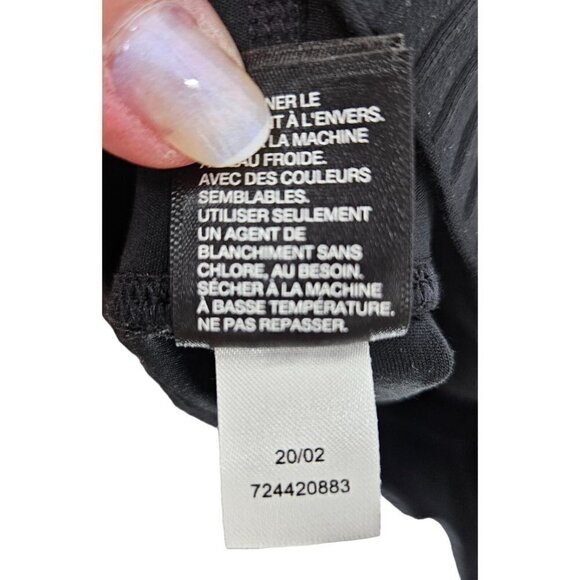 NER LE
T À L'ENVERS.
LA MACHINE
EAU FROIDE.
AVEC DES COULEURS
SEMBLABLES.
UTILISER SEULEMENT
UN AGENT DE
BLANCHIMENT SANS
CHLORE, AU BESOIN.
SÉCHER À LA MACHINE
À BASSE TEMPÉRATURE.
NE PAS REPASSER.
20/02
724420883